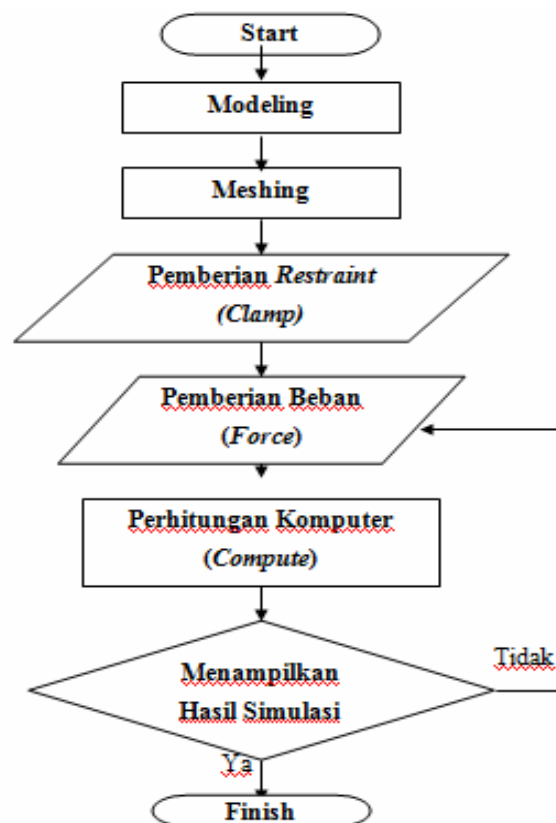 Start
Modeling
Meshing
Pemberian Restraint
(Clamp)
Pemberian Beban
(Force)
Perhitungan Komputer
(Compute)
Menampilkan
Hasil Simulasi
Tidak
Ya
Finish